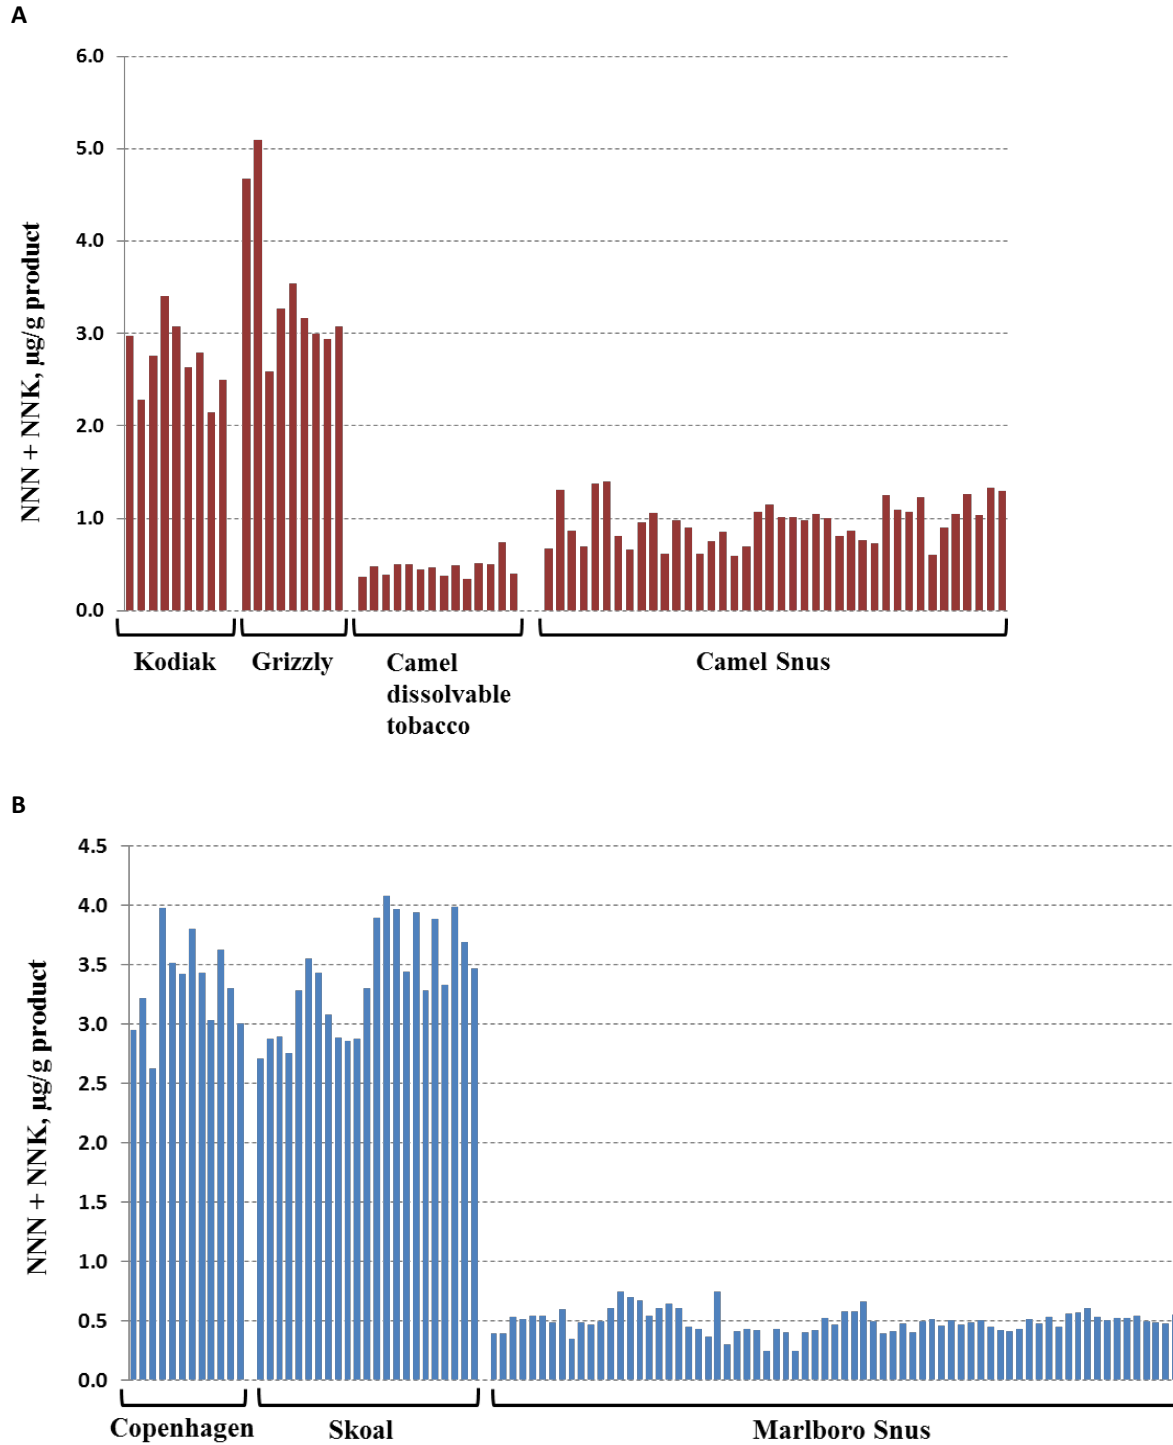 A
6.0
5.0
4.0
3.0
2.0
1.0
0.0
NNN + NNK, µg/g product
Kodiak
Grizzly
Camel
dissolvable
tobacco
Camel Snus
B
4.5
4.0
3.5
3.0
2.5
2.0
1.5
1.0
0.5
0.0
NNN + NNK, µg/g product
Copenhagen
Skoal
Marlboro Snus